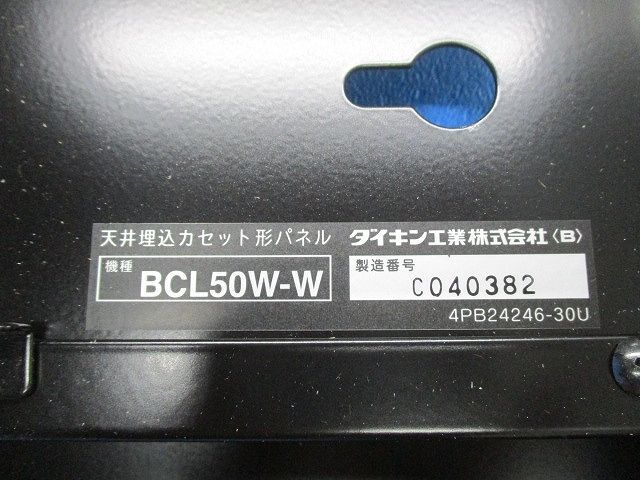 天井埋込カセット形パネル ダイキン工業株式会社〈B〉
機種 BCL50W-W 製造番号 C040382
4PB24246-30U